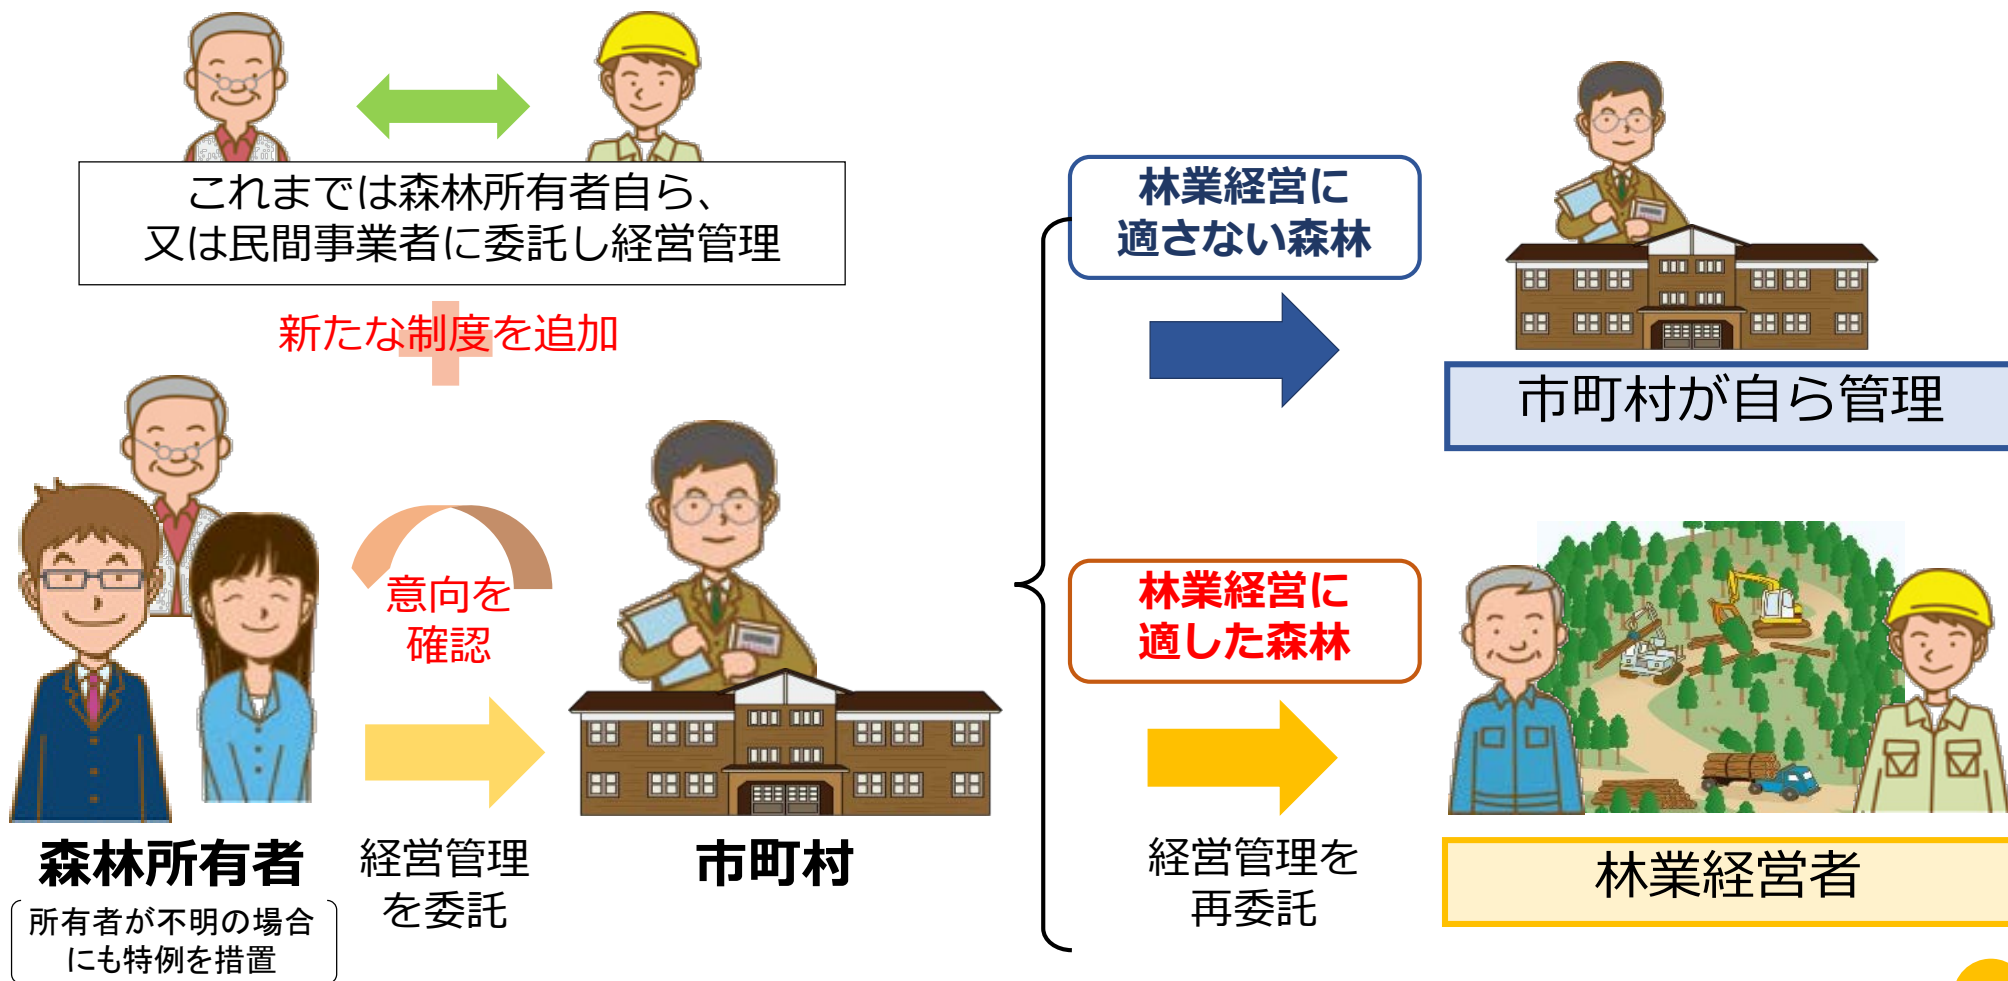 これまでは森林所有者自ら、
又は民間事業者に委託し経営管理
新たな制度を追加
意向を
確認
森林所有者
所有者が不明の場合
にも特例を措置
経営管理
を委託
市町村
林業経営に
適さない森林
市町村が自ら管理
林業経営に
適した森林
経営管理を
再委託
林業経営者